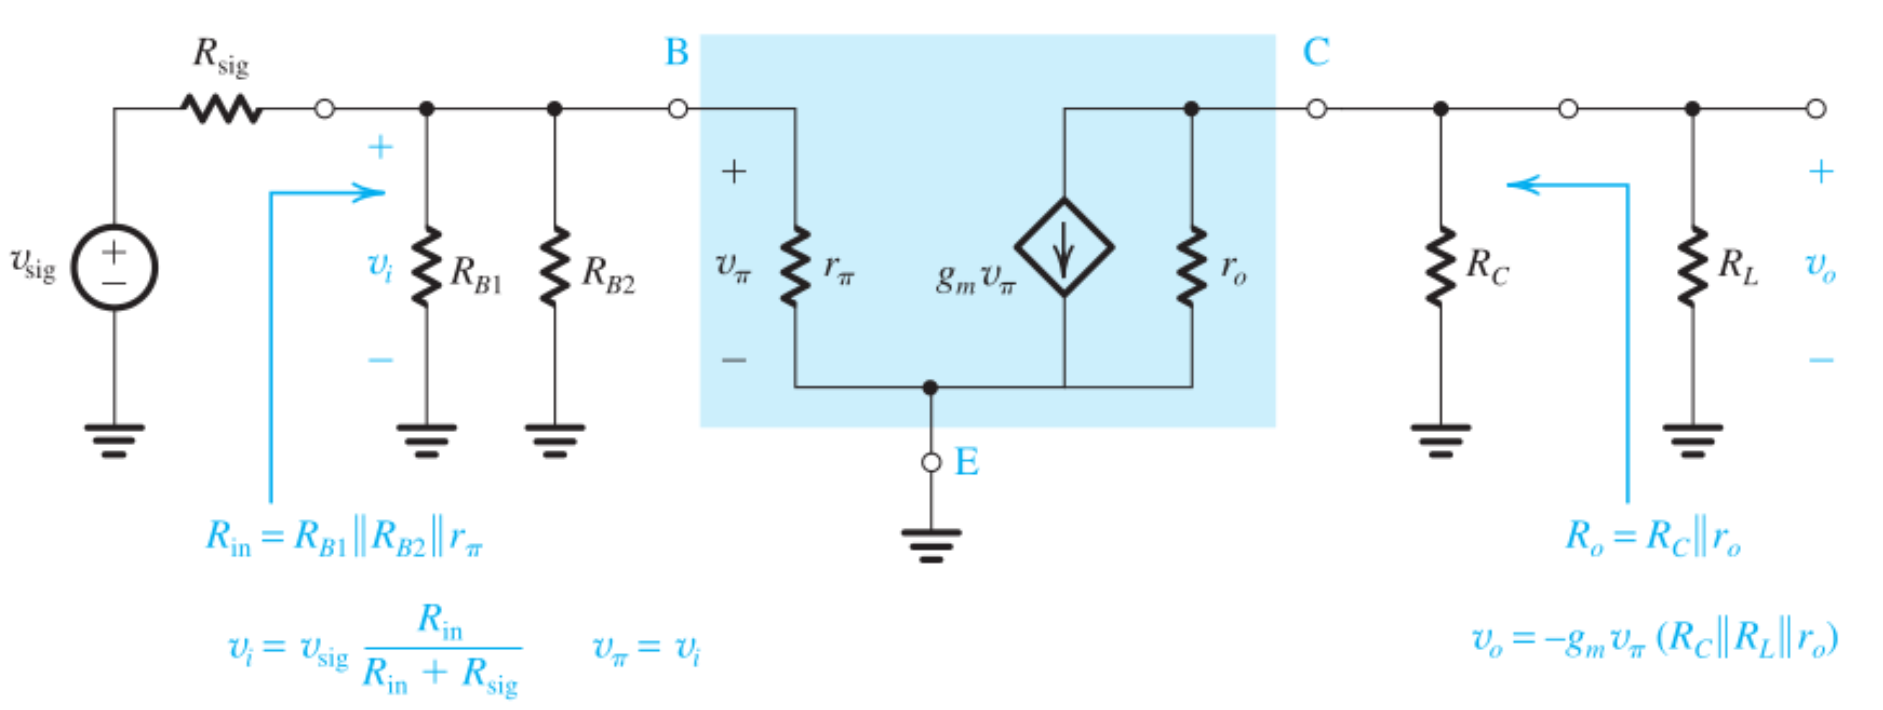 R_sig
B
C
+
+
+
−
v_sig
v_i
R_B1
R_B2
v_π
r_π
g_m v_π
r_o
R_C
R_L
v_o
−
−
−
E
R_in = R_B1 ∥ R_B2 ∥ r_π
R_o = R_C ∥ r_o
v_i = v_sig R_in / (R_in + R_sig)    v_π = v_i
v_o = −g_m v_π (R_C ∥ R_L ∥ r_o)